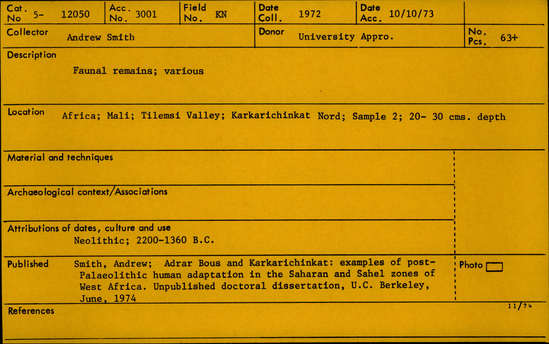 Cat. No 5- 12050 Acc. No. 3001 Field No. KN Date Coll. 1972 Date Acc. 10/10/73
Collector Andrew Smith Donor University Appro. No. Pcs. 63+
Description
Faunal remains; various
Location Africa; Mali; Tilemsi Valley; Karkarichinkat Nord; Sample 2; 20- 30 cms. depth
Material and techniques
Archaeological context/Associations
Attributions of dates, culture and use
Neolithic; 2200-1360 B.C.
Published Smith, Andrew; Adrar Bous and Karkarichinkat: examples of post-
Palaeolithic human adaptation in the Saharan and Sahel zones of
West Africa. Unpublished doctoral dissertation, U.C. Berkeley,
June, 1974
Photo
References